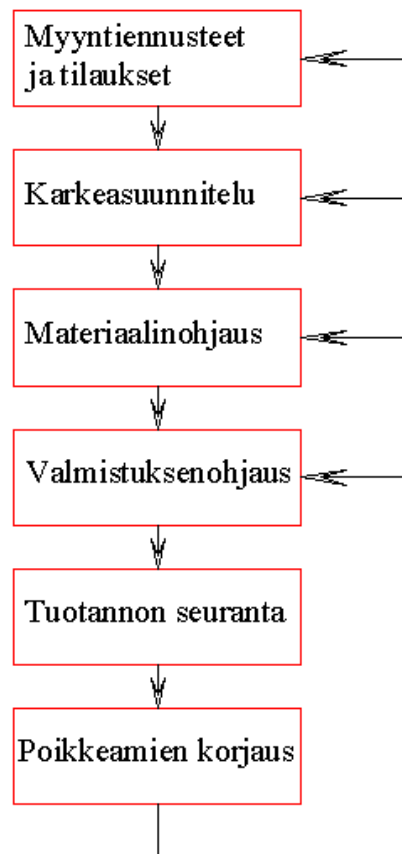 Myyntiennusteet
ja tilaukset
Karkeasuunnitelu
Materiaalinohjaus
Valmistuksenohjaus
Tuotannon seuranta
Poikkeamien korjaus